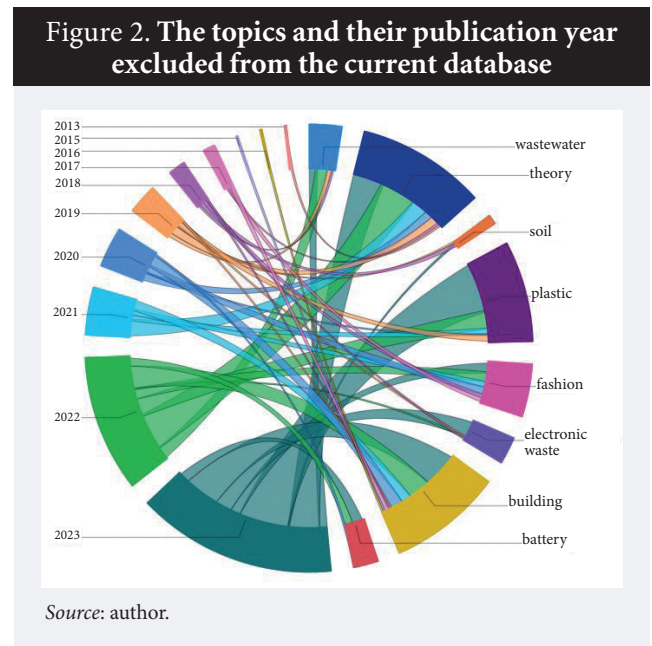 Figure 2. The topics and their publication year
excluded from the current database
2013
2015
2016
2017
2018
2019
2020
2021
2022
2023
wastewater
theory
soil
plastic
fashion
electronic
waste
building
battery
Source: author.